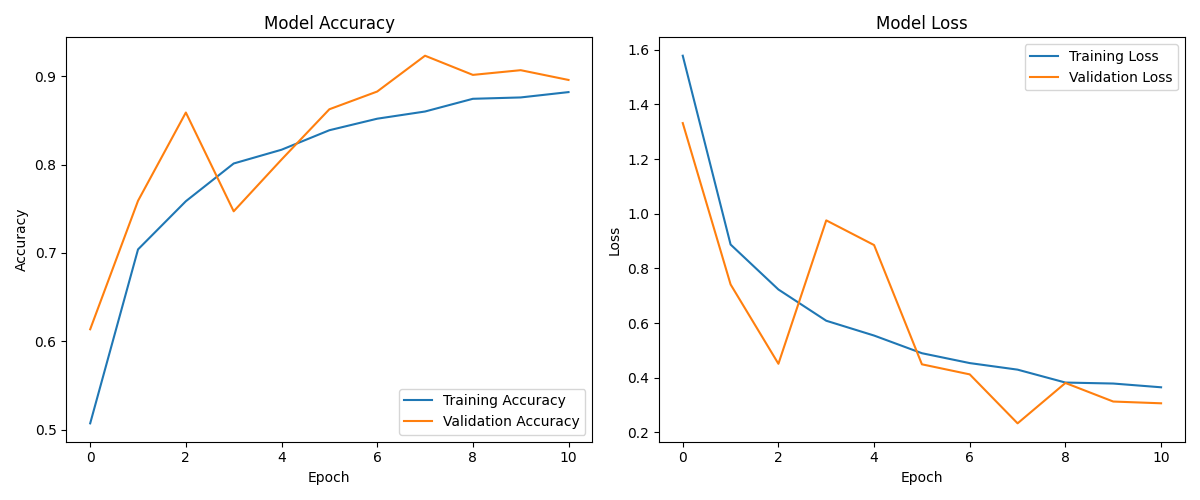 Model Accuracy
Accuracy
0.9
0.8
0.7
0.6
0.5
0 2 4 6 8 10
Epoch
Training Accuracy
Validation Accuracy
Model Loss
Loss
1.6
1.4
1.2
1.0
0.8
0.6
0.4
0.2
0 2 4 6 8 10
Epoch
Training Loss
Validation Loss